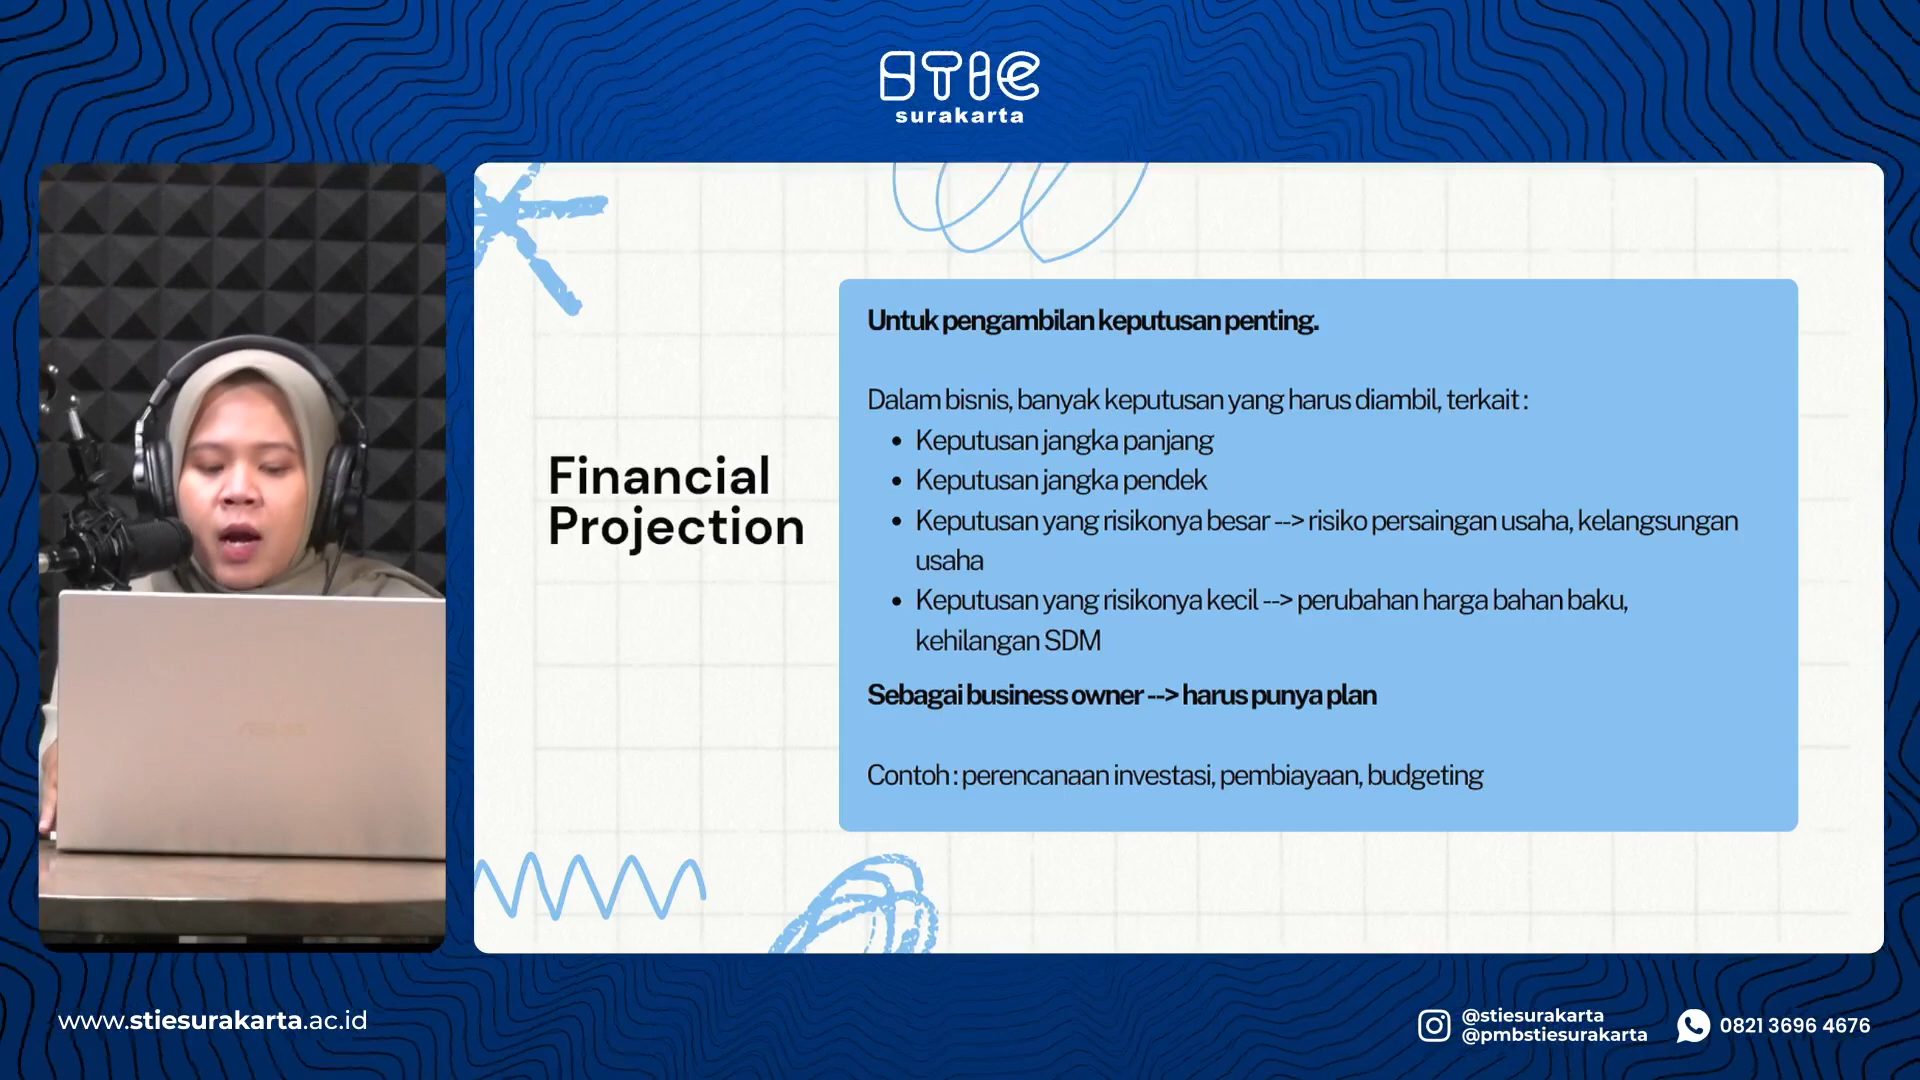 STIE
surakarta
Financial
Projection
Untuk pengambilan keputusan penting.
Dalam bisnis, banyak keputusan yang harus diambil, terkait :
• Keputusan jangka panjang
• Keputusan jangka pendek
• Keputusan yang risikonya besar --> risiko persaingan usaha, kelangsungan
usaha
• Keputusan yang risikonya kecil --> perubahan harga bahan baku,
kehilangan SDM
Sebagai business owner --> harus punya plan
Contoh : perencanaan investasi, pembiayaan, budgeting
ASUS
www.stiesurakarta.ac.id
@stiesurakarta
@pmbstiesurakarta
0821 3696 4676